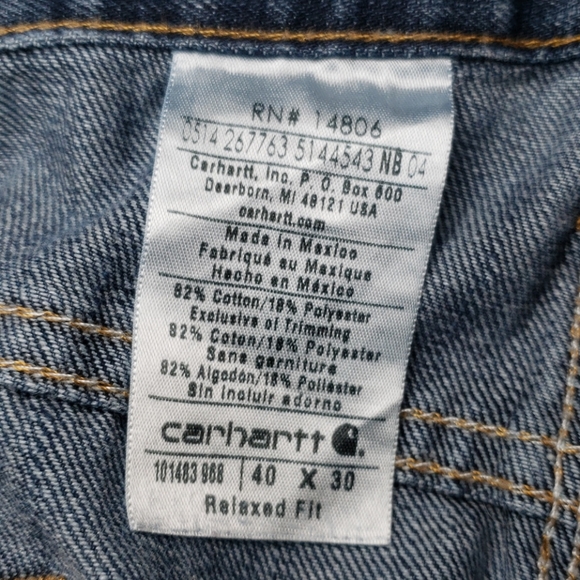 RN# 14806
0514 267763 5144543 NB 04
Carhartt, Inc. P. O. Box 600
Dearborn, MI 48121 USA
carhartt.com
Made in Mexico
Fabriqué au Mexique
Hecho en México
82% Cotton/18% Polyester
Exclusive of Trimming
82% Coton/18% Polyester
Sans garniture
82% Algodón/18% Poliester
Sin incluir adorno
carhartt
101483 968 | 40 X 30
Relaxed Fit